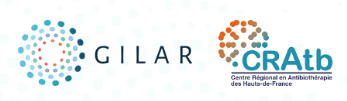 GILAR
CRAtb
Centre Régional en Antibiothérapie
des Hauts-de-France